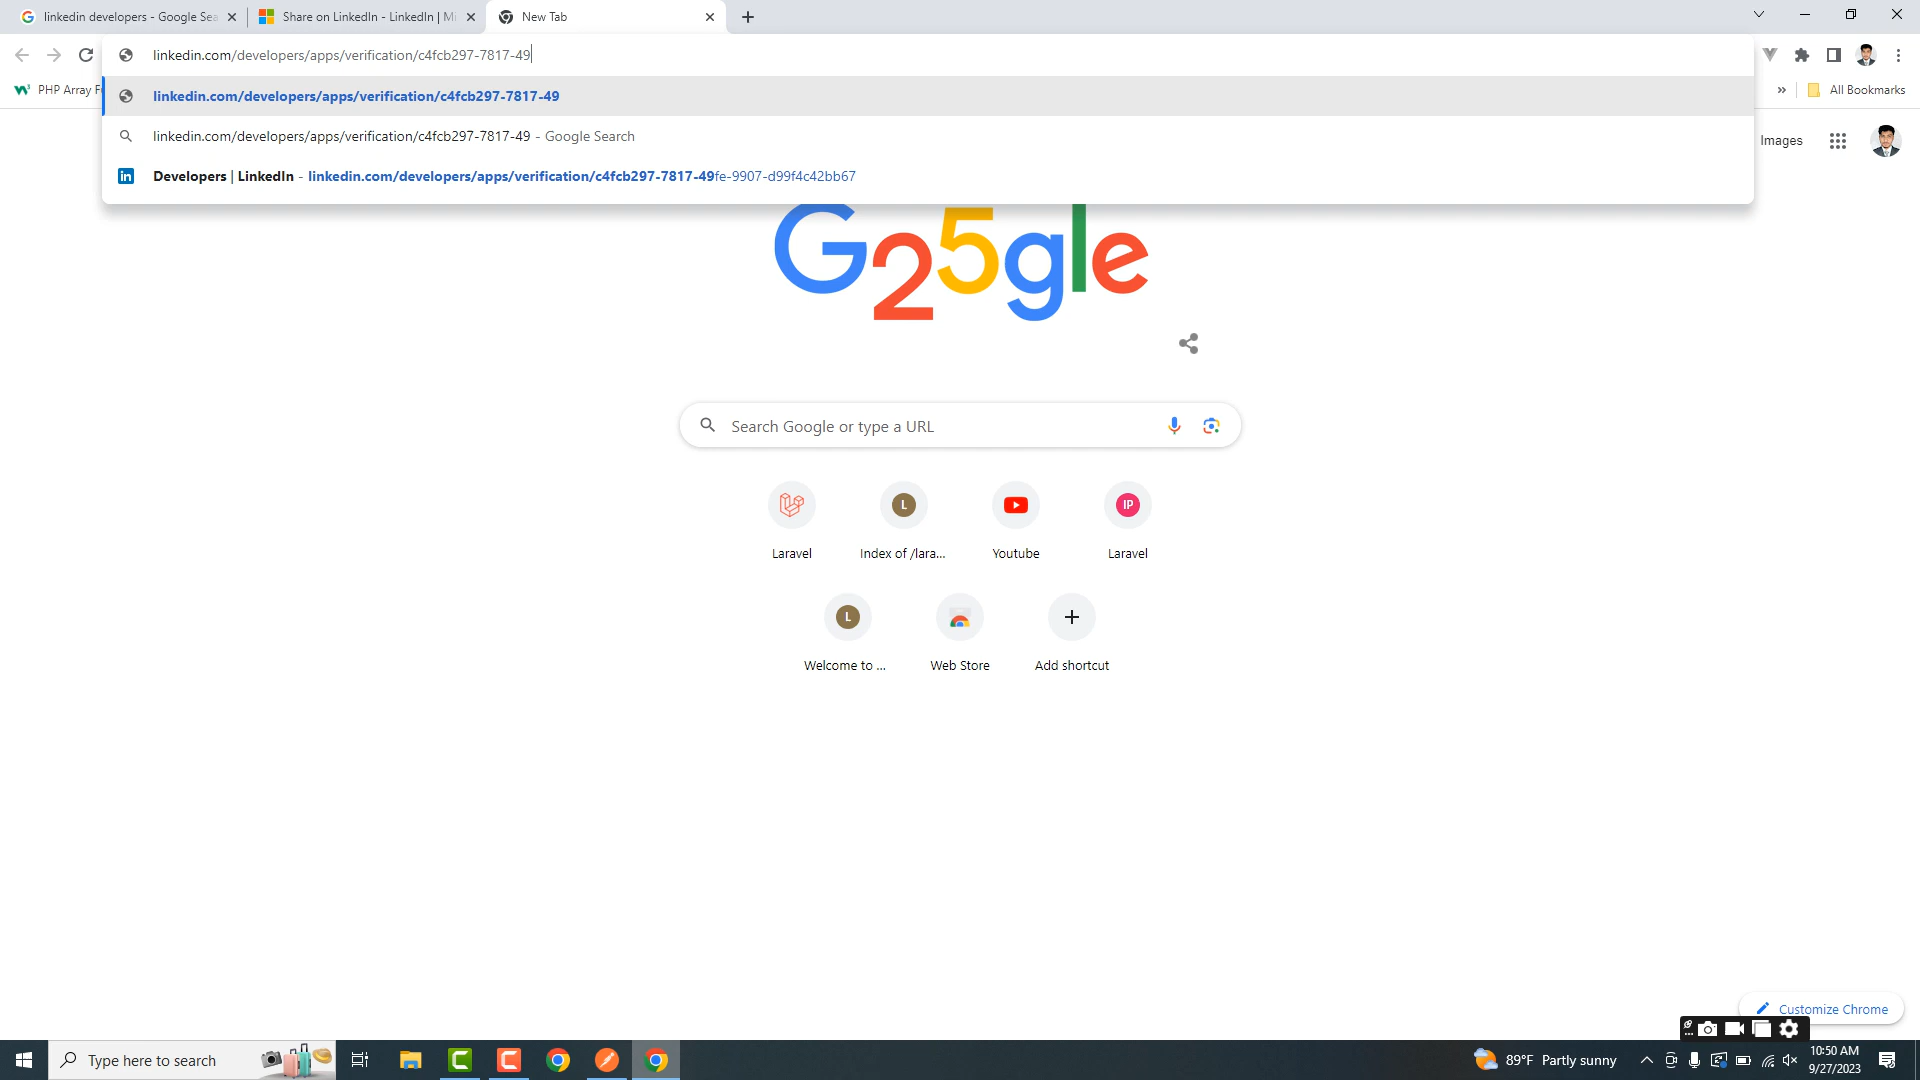 linkedin developers - Google Sea
Share on LinkedIn - LinkedIn | Mi
New Tab
linkedin.com/developers/apps/verification/c4fcb297-7817-49
PHP Array F
»
All Bookmarks
linkedin.com/developers/apps/verification/c4fcb297-7817-49
linkedin.com/developers/apps/verification/c4fcb297-7817-49 - Google Search
Developers | LinkedIn - linkedin.com/developers/apps/verification/c4fcb297-7817-49fe-9907-d99f4c42bb67
Images
G25gle
Search Google or type a URL
L
IP
Laravel
Index of /lara...
Youtube
Laravel
L
Welcome to ...
Web Store
Add shortcut
Customize Chrome
Type here to search
89°F Partly sunny
10:50 AM
9/27/2023